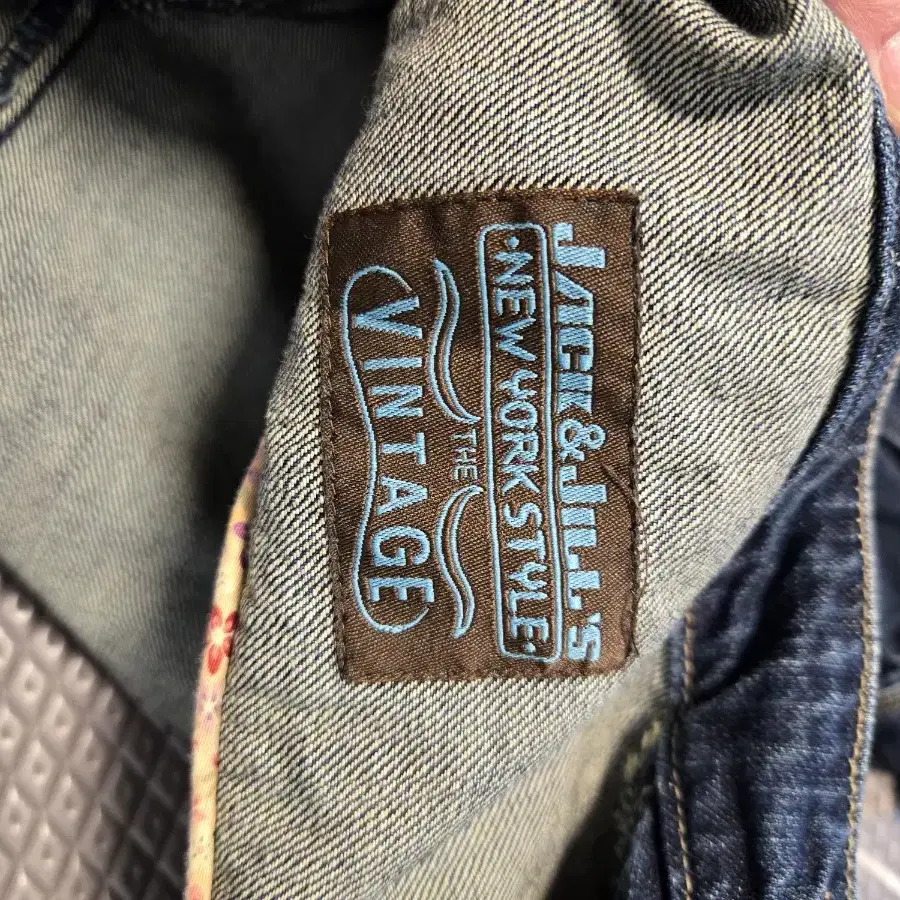 JACK&JILL'S
·NEW YORK STYLE·
THE
VINTAGE